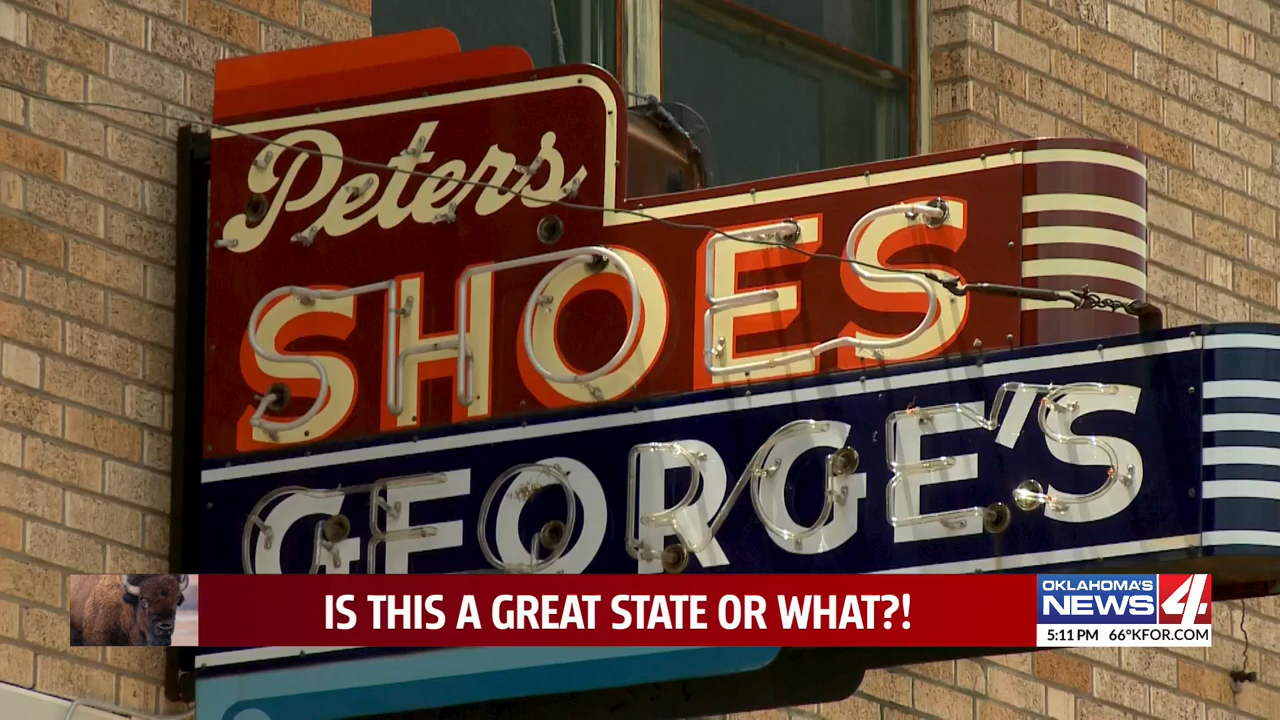 Peters
SHOES
GEORGE'S
IS THIS A GREAT STATE OR WHAT?!
OKLAHOMA'S
NEWS 4
5:11 PM 66° KFOR.COM